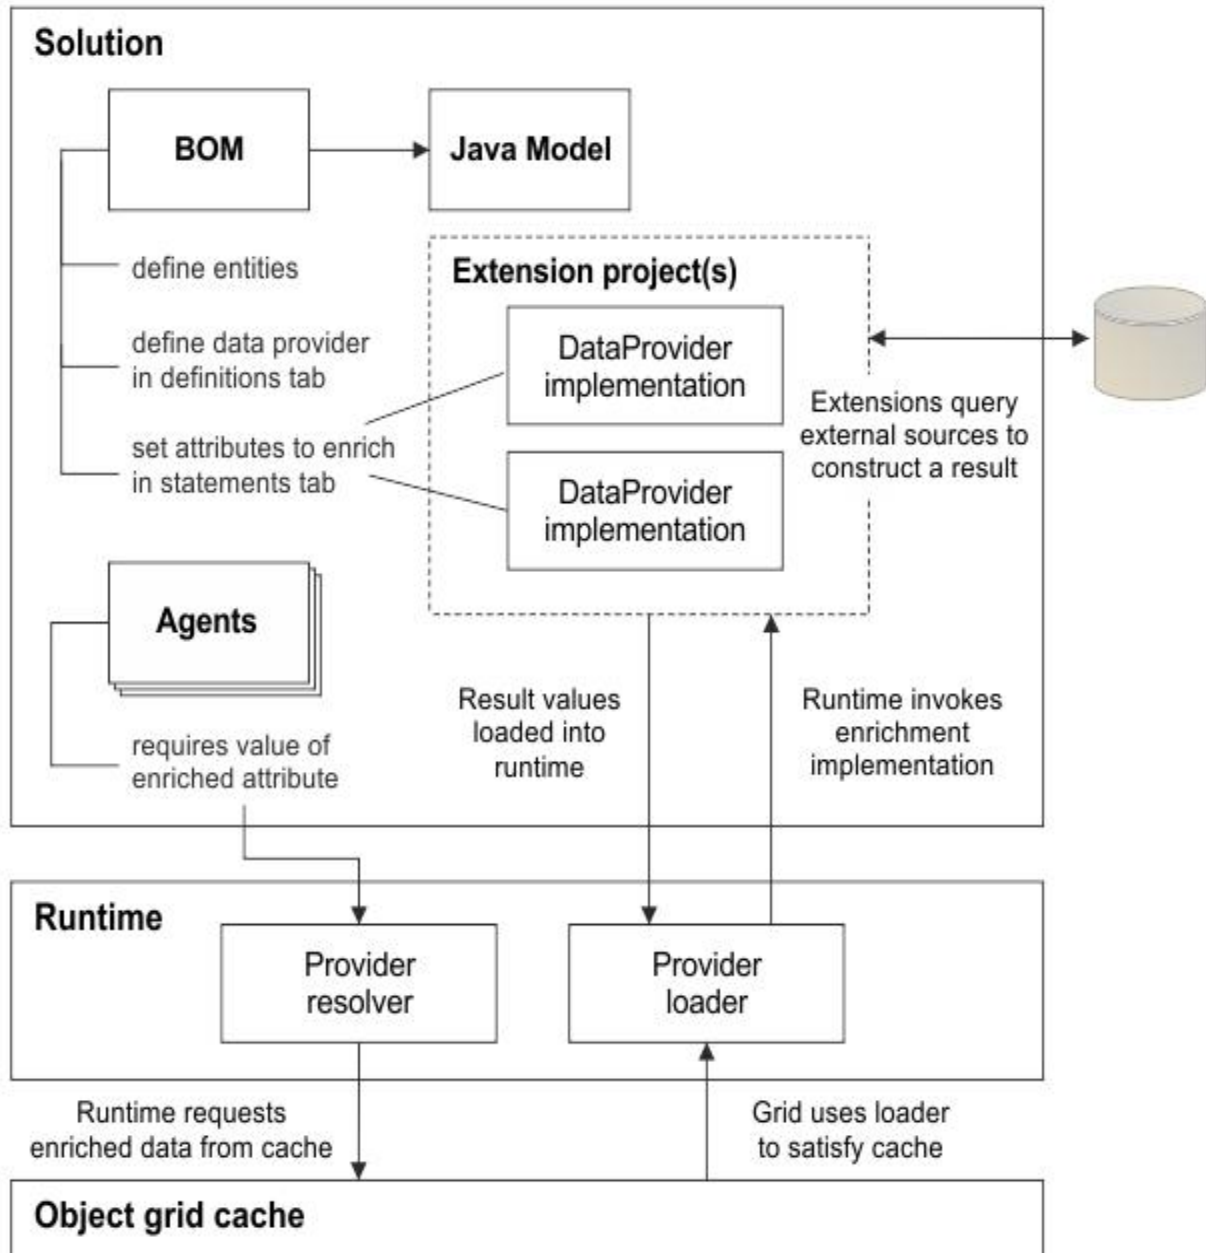 Solution
BOM
Java Model
define entities
define data provider
in definitions tab
set attributes to enrich
in statements tab
Extension project(s)
DataProvider
implementation
DataProvider
implementation
Extensions query
external sources to
construct a result
Agents
requires value of
enriched attribute
Result values
loaded into
runtime
Runtime invokes
enrichment
implementation
Runtime
Provider
resolver
Provider
loader
Runtime requests
enriched data from cache
Grid uses loader
to satisfy cache
Object grid cache